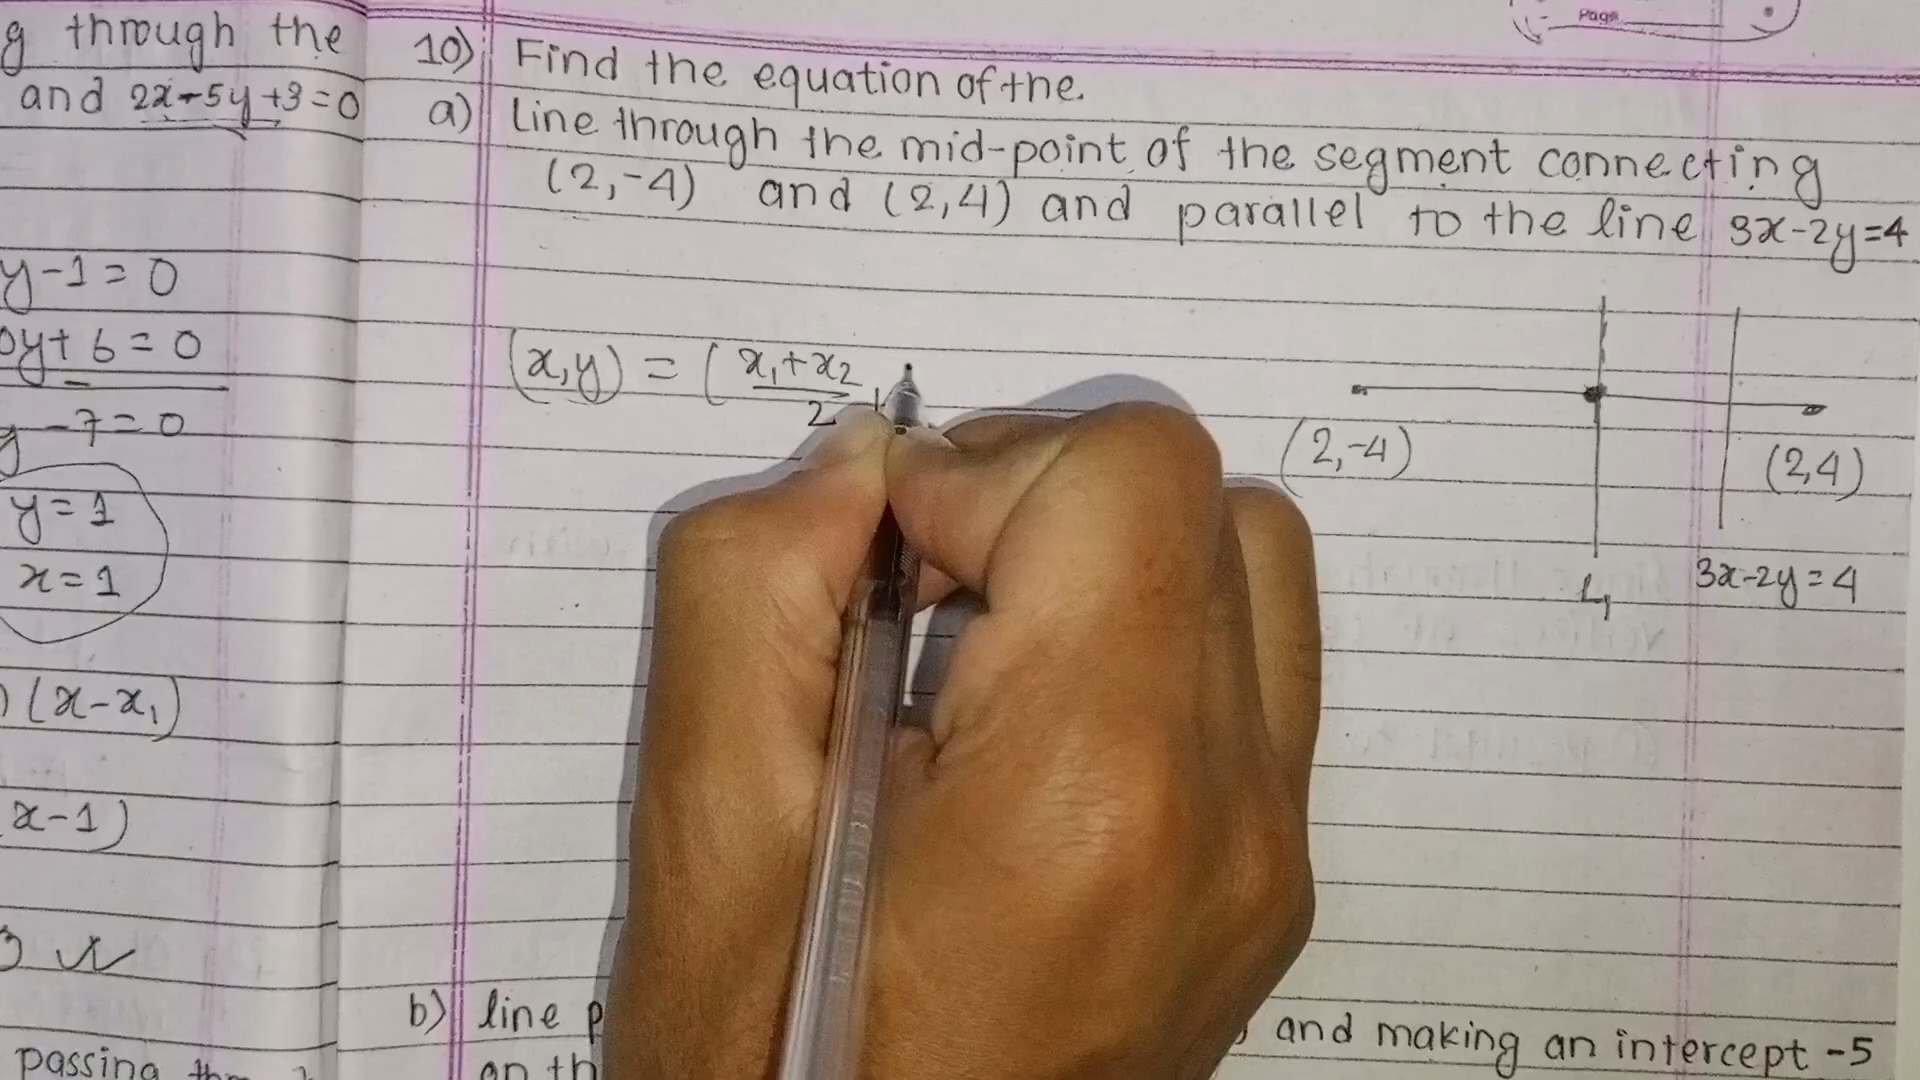 Page
g through the
and 2x-5y+3=0
y-1=0
0y+6=0
y-7=0
y=1
x=1
) (x-x₁)
x-1)
passing
10) Find the equation of the.
a) Line through the mid-point of the segment connecting
(2,-4) and (2,4) and parallel to the line 3x-2y=4
(x,y) = ( x₁+x₂
2
(2,-4)
(2,4)
L₁
3x-2y=4
b) line p
and making an intercept -5
on th